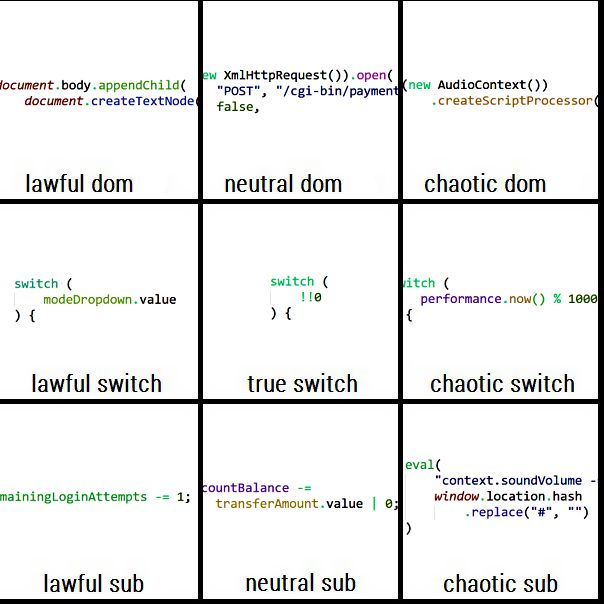 document.body.appendChild(
document.createTextNode(
lawful dom
ew XmlHttpRequest()).open(
"POST", "/cgi-bin/payment
false,
neutral dom
(new AudioContext())
.createScriptProcessor(
chaotic dom
switch (
modeDropdown.value
) {
lawful switch
switch (
!!0
) {
true switch
itch (
performance.now() % 1000
{
chaotic switch
mainingLoginAttempts -= 1;
lawful sub
countBalance -=
transferAmount.value | 0;
neutral sub
eval(
"context.soundVolume -
window.location.hash
.replace("#", "")
)
chaotic sub